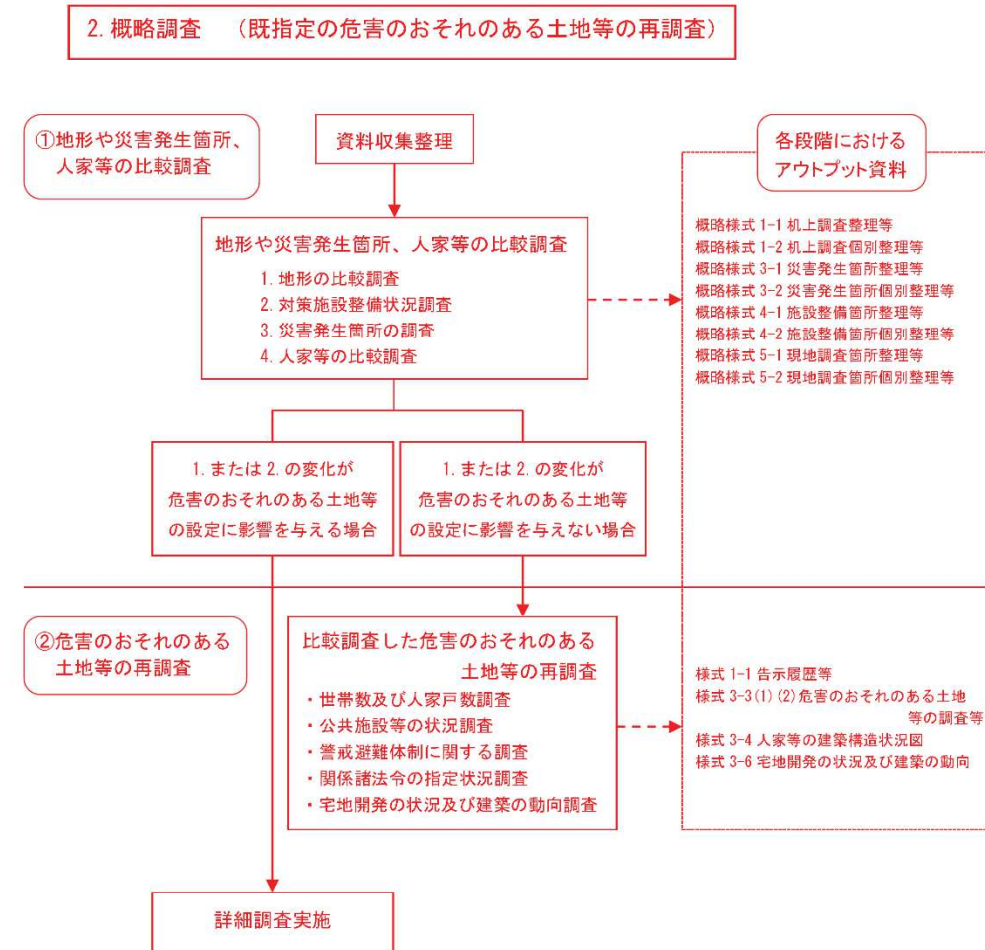 2. 概略調査　（既指定の危害のおそれのある土地等の再調査）
①地形や災害発生箇所、
人家等の比較調査
資料収集整理
地形や災害発生箇所、人家等の比較調査
1. 地形の比較調査
2. 対策施設整備状況調査
3. 災害発生箇所の調査
4. 人家等の比較調査
各段階における
アウトプット資料
概略様式 1-1 机上調査整理等
概略様式 1-2 机上調査個別整理等
概略様式 3-1 災害発生箇所整理等
概略様式 3-2 災害発生箇所個別整理等
概略様式 4-1 施設整備箇所整理等
概略様式 4-2 施設整備箇所個別整理等
概略様式 5-1 現地調査箇所整理等
概略様式 5-2 現地調査箇所個別整理等
1. または 2. の変化が
危害のおそれのある土地等
の設定に影響を与える場合
1. または 2. の変化が
危害のおそれのある土地等
の設定に影響を与えない場合
②危害のおそれのある
土地等の再調査
比較調査した危害のおそれのある
土地等の再調査
・世帯数及び人家戸数調査
・公共施設等の状況調査
・警戒避難体制に関する調査
・関係諸法令の指定状況調査
・宅地開発の状況及び建築の動向調査
様式 1-1 告示履歴等
様式 3-3(1)(2)危害のおそれのある土地
等の調査等
様式 3-4 人家等の建築構造状況図
様式 3-6 宅地開発の状況及び建築の動向
詳細調査実施